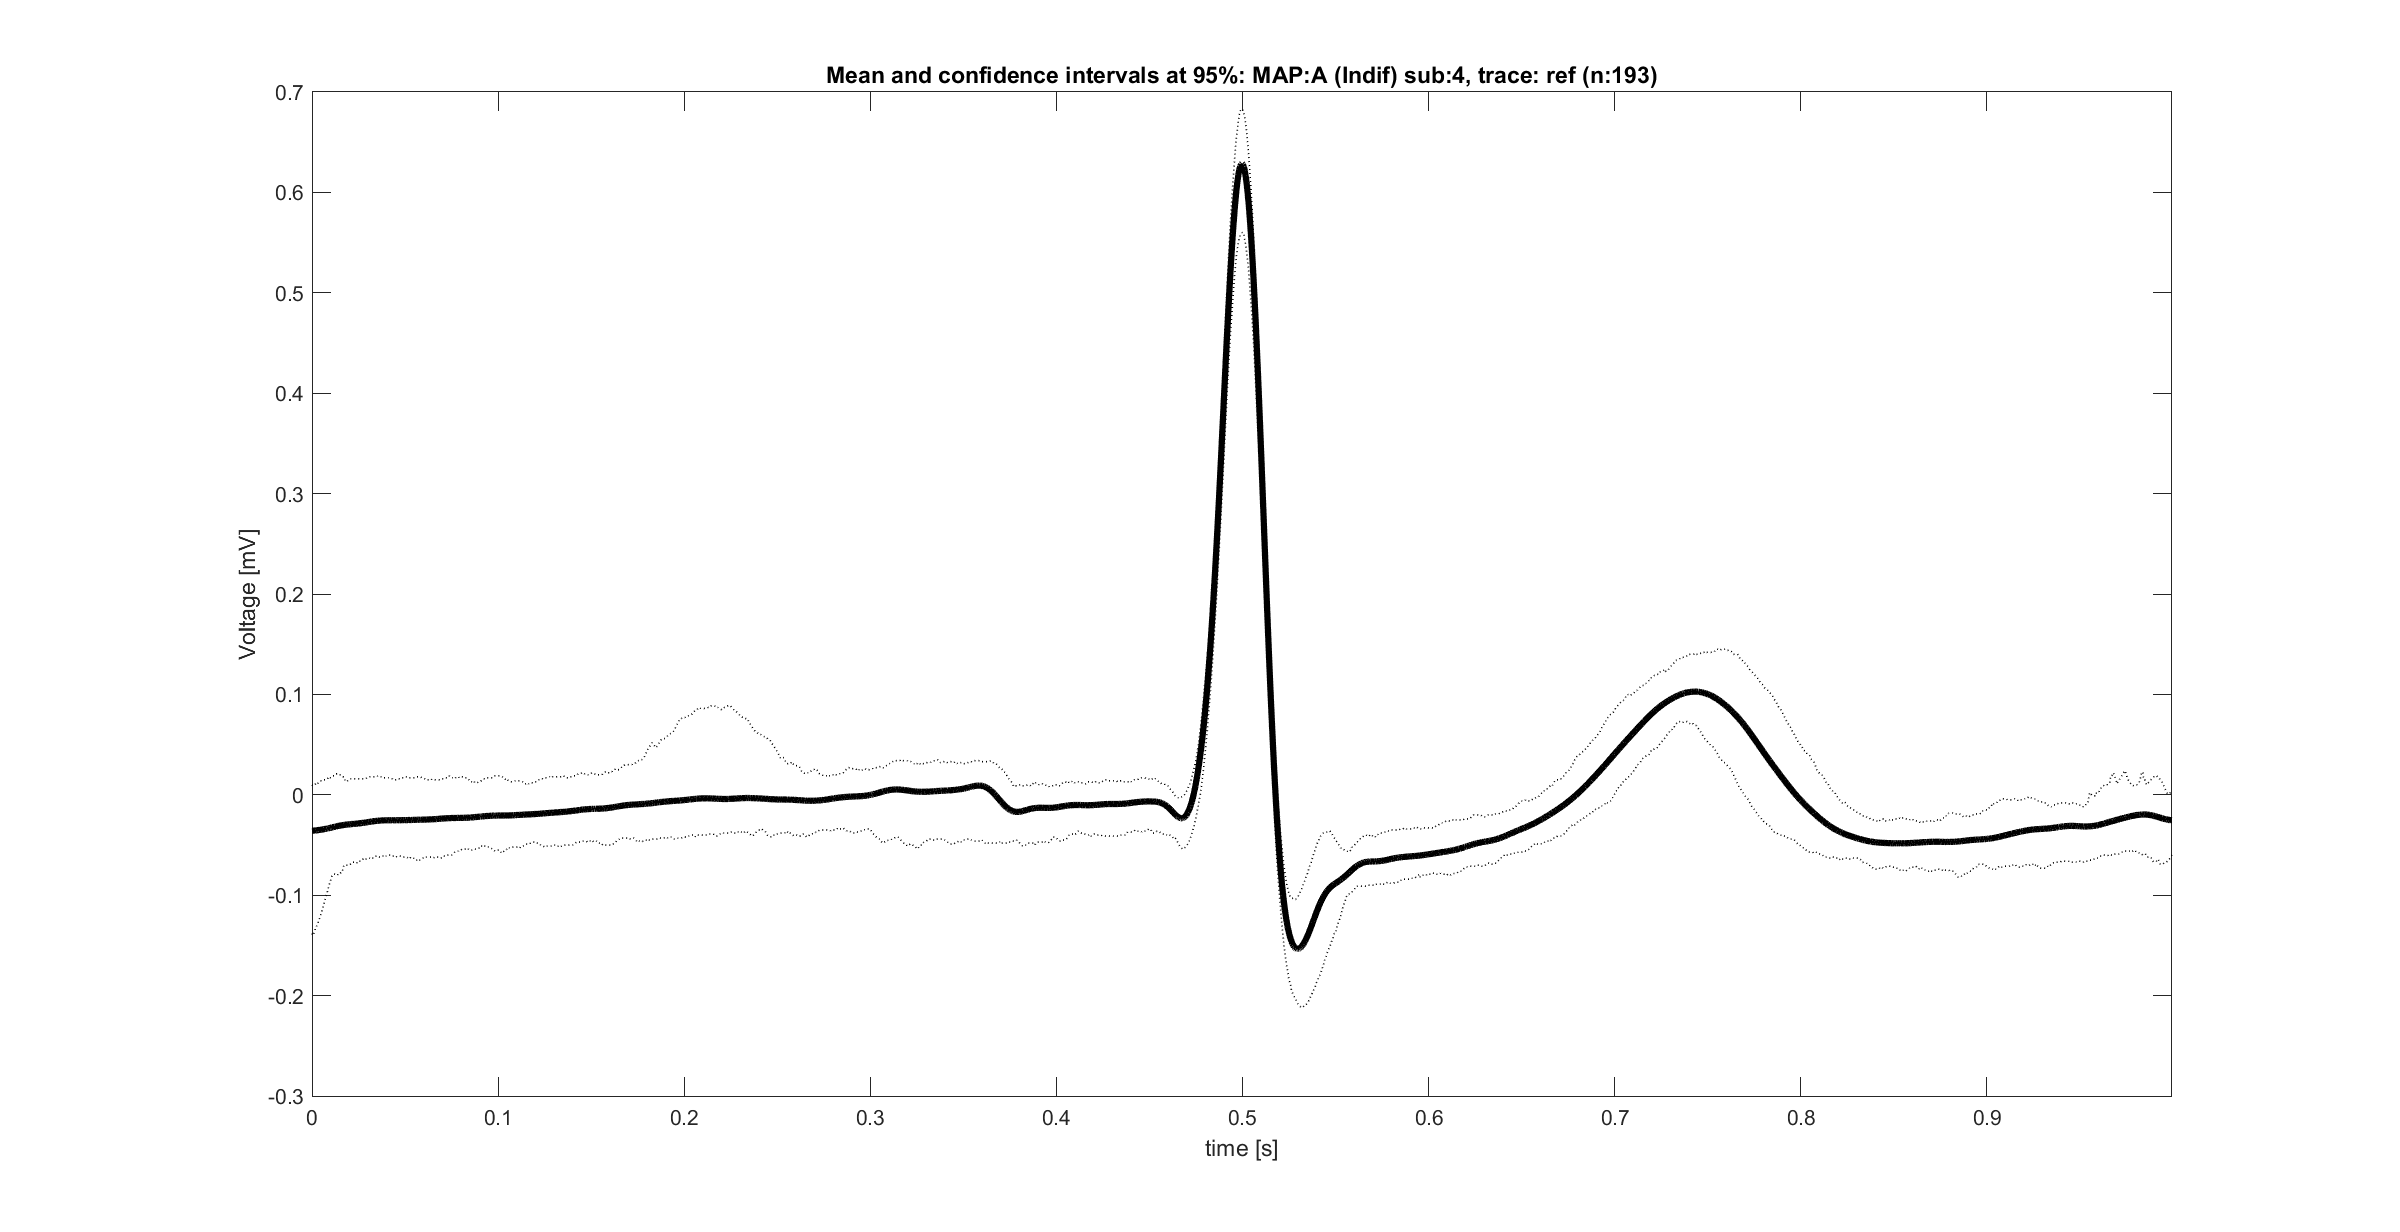 Mean and confidence intervals at 95%: MAP:A (Indif) sub:4, trace: ref (n:193)
0.7
0.6
0.5
0.4
0.3
0.2
0.1
0
-0.1
-0.2
-0.3
Voltage [mV]
0 0.1 0.2 0.3 0.4 0.5 0.6 0.7 0.8 0.9
time [s]